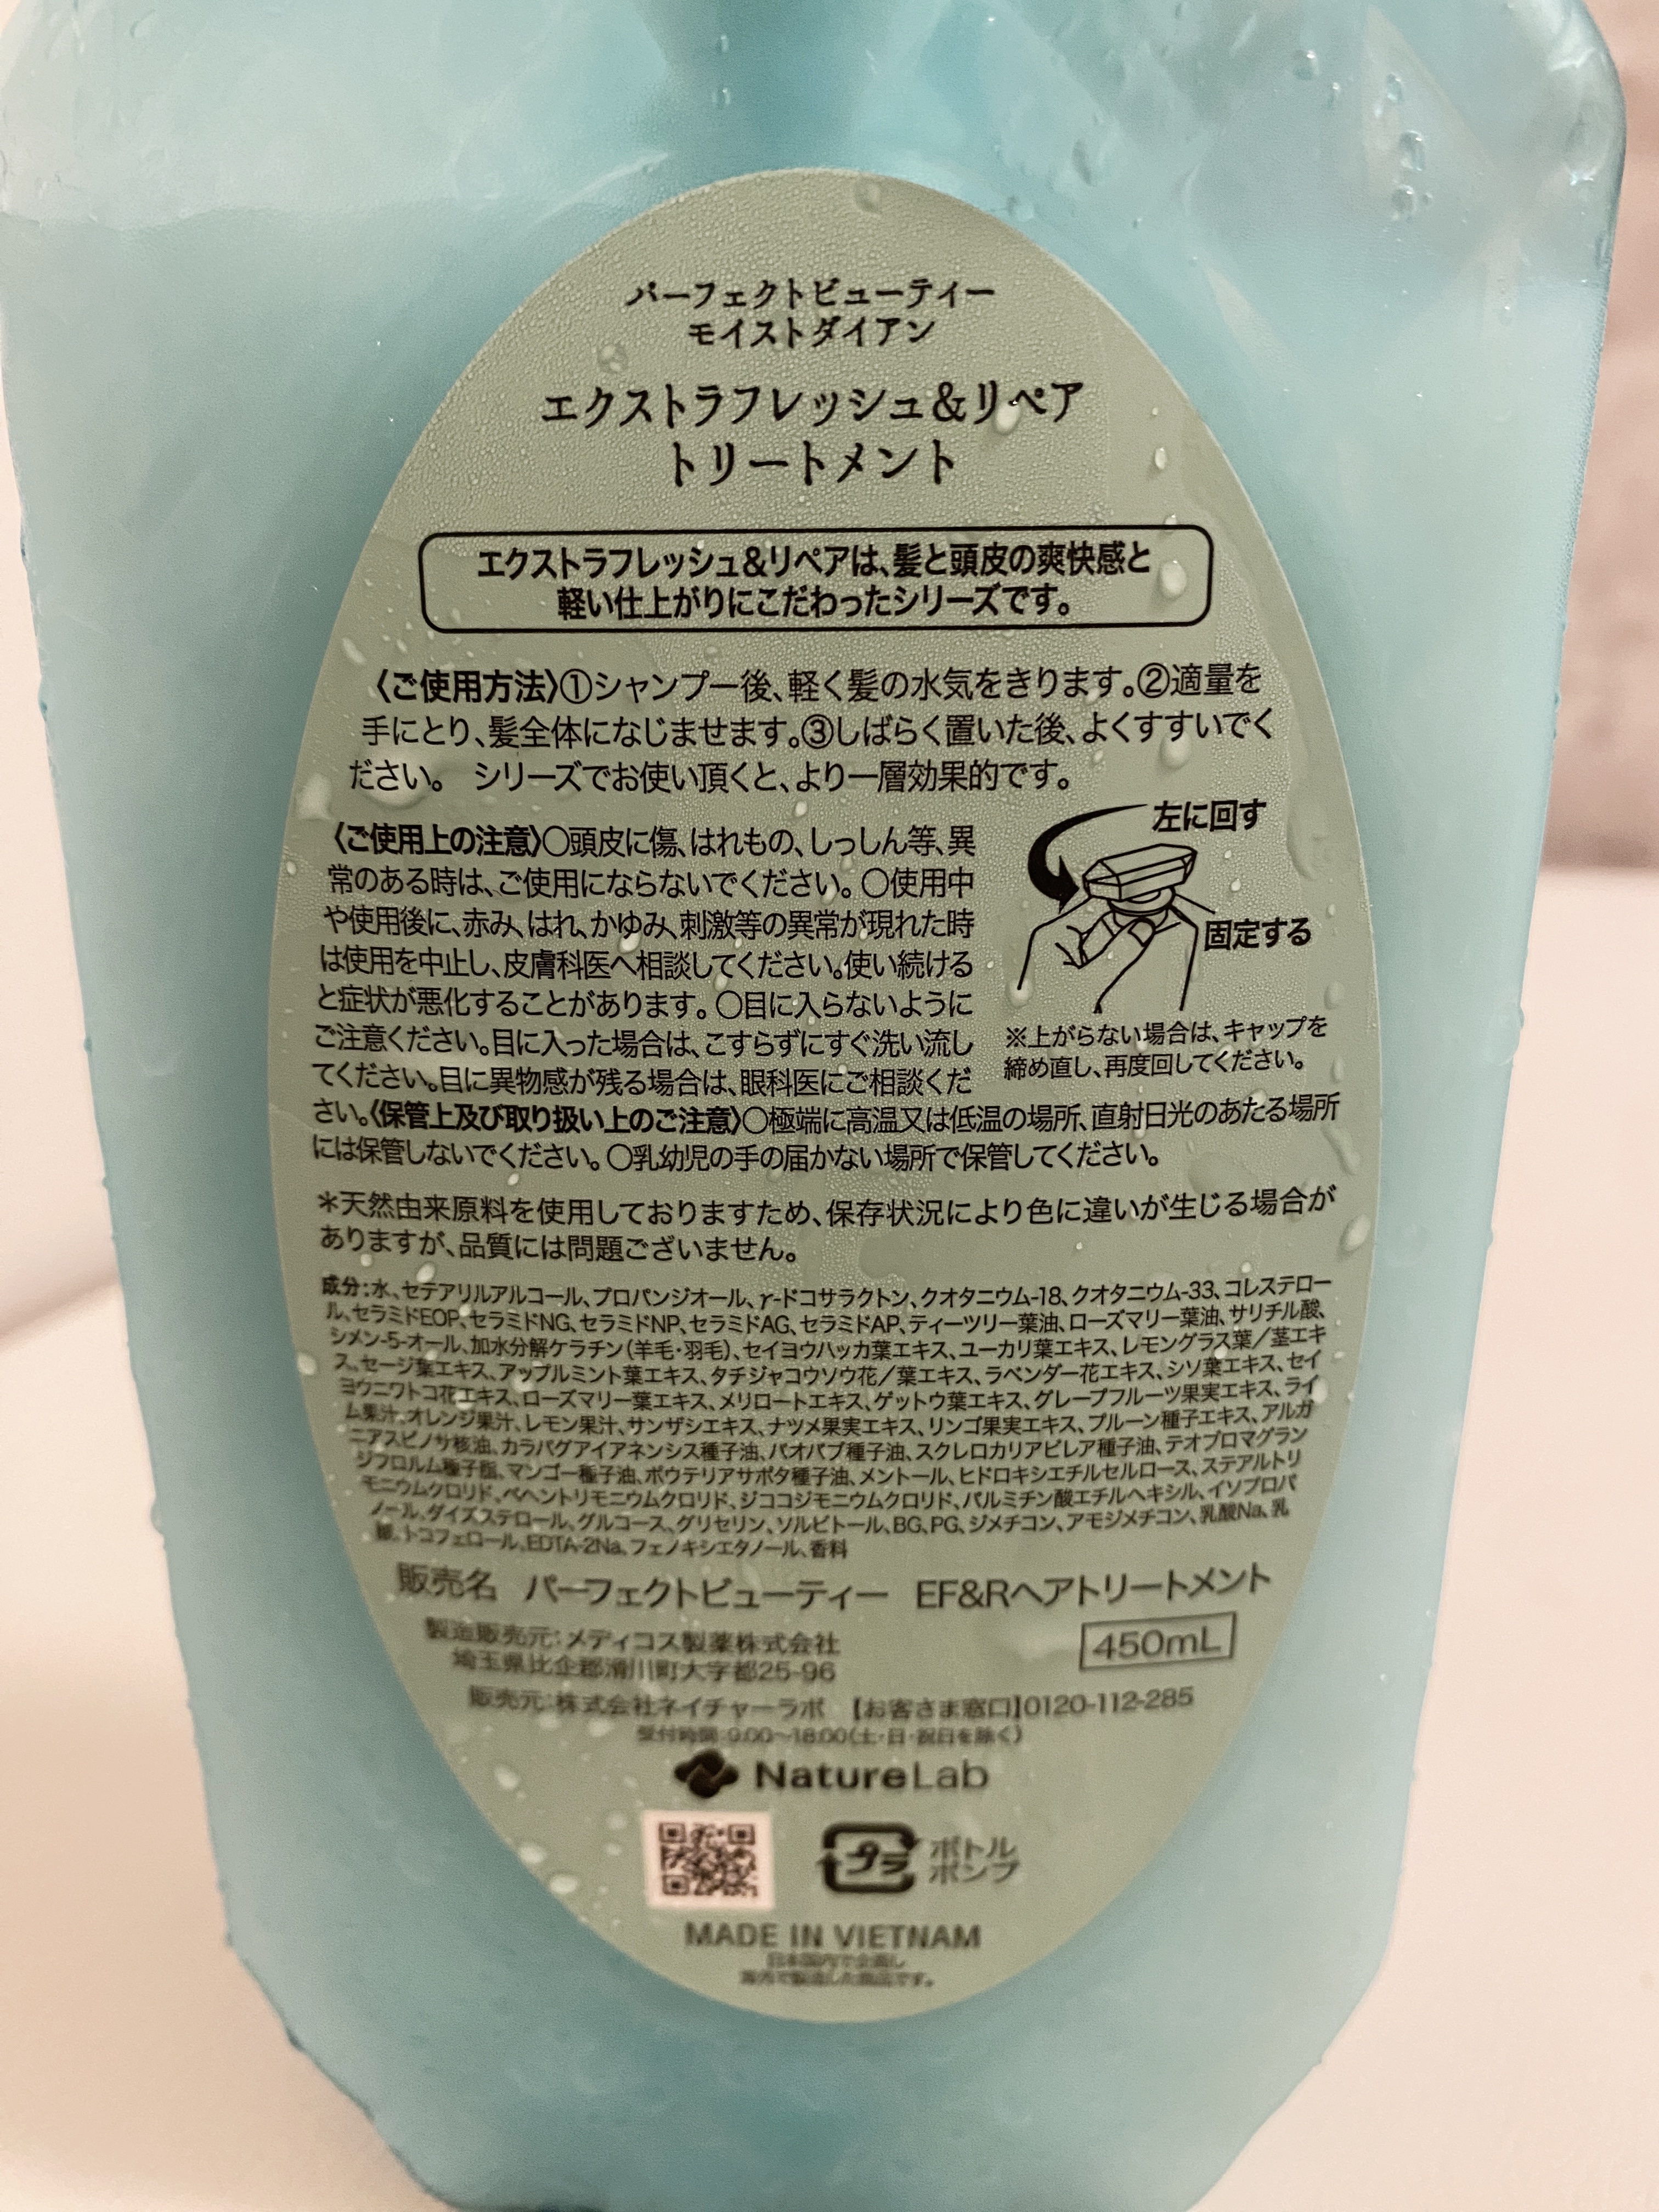 パーフェクトビューティー
モイストダイアン
エクストラフレッシュ&リペア
トリートメント
エクストラフレッシュ&リペアは、髪と頭皮の爽快感と
軽い仕上がりにこだわったシリーズです。
〈ご使用方法〉①シャンプー後、軽く髪の水気をきります。②適量を
手にとり、髪全体になじませます。③しばらく置いた後、よくすすいでく
ださい。 シリーズでお使い頂くと、より一層効果的です。
〈ご使用上の注意〉○頭皮に傷、はれもの、しっしん等、異
常のある時は、ご使用にならないでください。○使用中
や使用後に、赤み、はれ、かゆみ、刺激等の異常が現れた時
は使用を中止し、皮膚科医へ相談してください。使い続ける
と症状が悪化することがあります。○目に入らないように
ご注意ください。目に入った場合は、こすらずにすぐ洗い流し
てください。目に異物感が残る場合は、眼科医にご相談くだ
さい。〈保管上及び取り扱い上のご注意〉○極端に高温又は低温の場所、直射日光のあたる場所
には保管しないでください。○乳幼児の手の届かない場所で保管してください。
左に回す
固定する
※上がらない場合は、キャップを
締め直し、再度回してください。
＊天然由来原料を使用しておりますため、保存状況により色に違いが生じる場合が
ありますが、品質には問題ございません。
成分：水、セテアリルアルコール、プロパンジオール、γ-ドコサラクトン、クオタニウム-18、クオタニウム-33、コレステロー
ル、セラミドEOP、セラミドNG、セラミドNP、セラミドAG、セラミドAP、ティーツリー葉油、ローズマリー葉油、サリチル酸、
シメン-5-オール、加水分解ケラチン（羊毛・羽毛）、セイヨウハッカ葉エキス、ユーカリ葉エキス、レモングラス葉／茎エキ
ス、セージ葉エキス、アップルミント葉エキス、タチジャコウソウ花／葉エキス、ラベンダー花エキス、シソ葉エキス、セイ
ヨウニワトコ花エキス、ローズマリー葉エキス、メリロートエキス、ゲットウ葉エキス、グレープフルーツ果実エキス、ライ
ム果汁、オレンジ果汁、レモン果汁、サンザシエキス、ナツメ果実エキス、リンゴ果実エキス、プルーン種子エキス、アルガ
ニアスピノサ核油、カラパグアイアネンシス種子油、バオバブ種子油、スクレロカリアビレア種子油、テオブロマグラン
ジフロルム種子脂、マンゴー種子油、ポウテリアサポタ種子油、メントール、ヒドロキシエチルセルロース、ステアルトリ
モニウムクロリド、ベヘントリモニウムクロリド、ジココジモニウムクロリド、パルミチン酸エチルヘキシル、イソプロパ
ノール、ダイズステロール、グルコース、グリセリン、ソルビトール、BG、PG、ジメチコン、アモジメチコン、乳酸Na、乳
酸、トコフェロール、EDTA-2Na、フェノキシエタノール、香料
販売名 パーフェクトビューティー EF&Rヘアトリートメント
製造販売元：メディコス製薬株式会社
埼玉県比企郡滑川町大字都25-96
450mL
販売元：株式会社ネイチャーラボ 【お客さま窓口】0120-112-285
受付時間：9:00〜18:00（土・日・祝日を除く）
NatureLab
プラ
ボトル
ポンプ
MADE IN VIETNAM
日本国内で企画し
海外で製造した商品です。